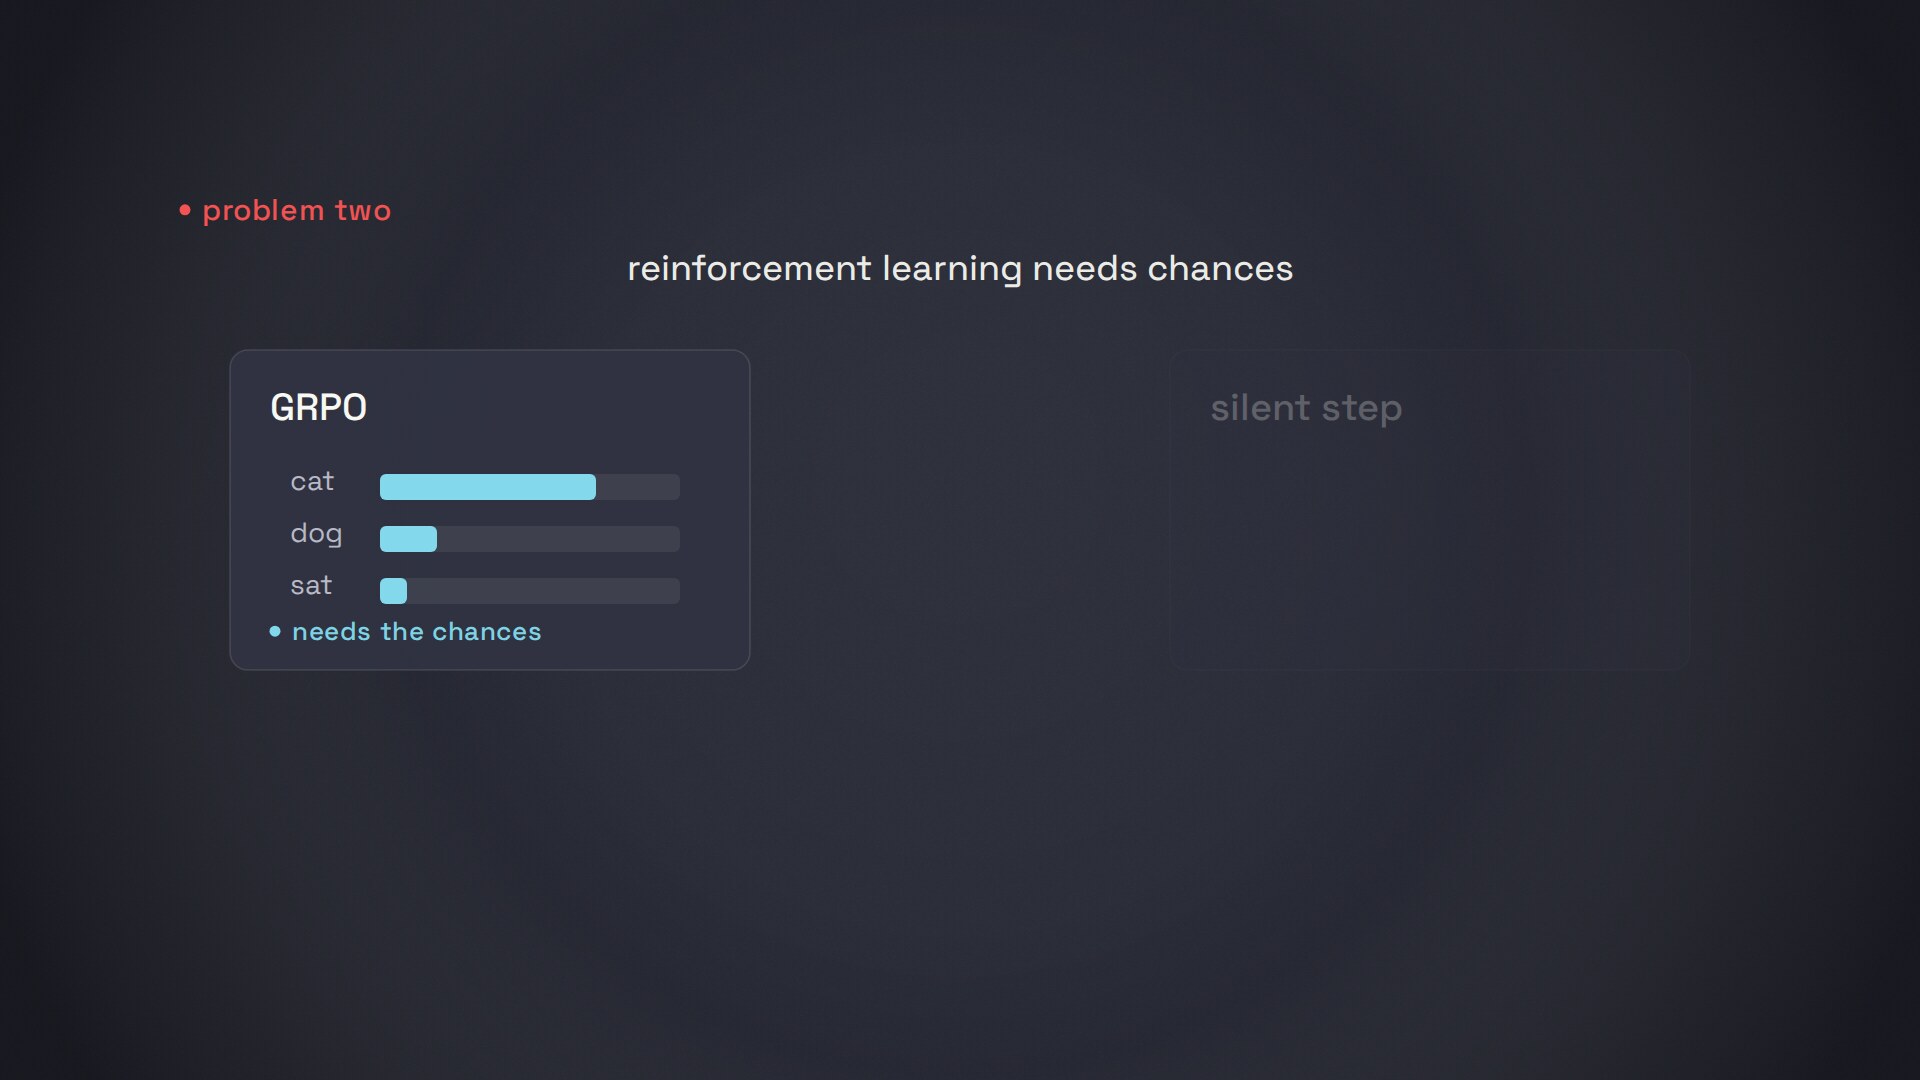 problem two
reinforcement learning needs chances
GRPO
cat
dog
sat
needs the chances
silent step